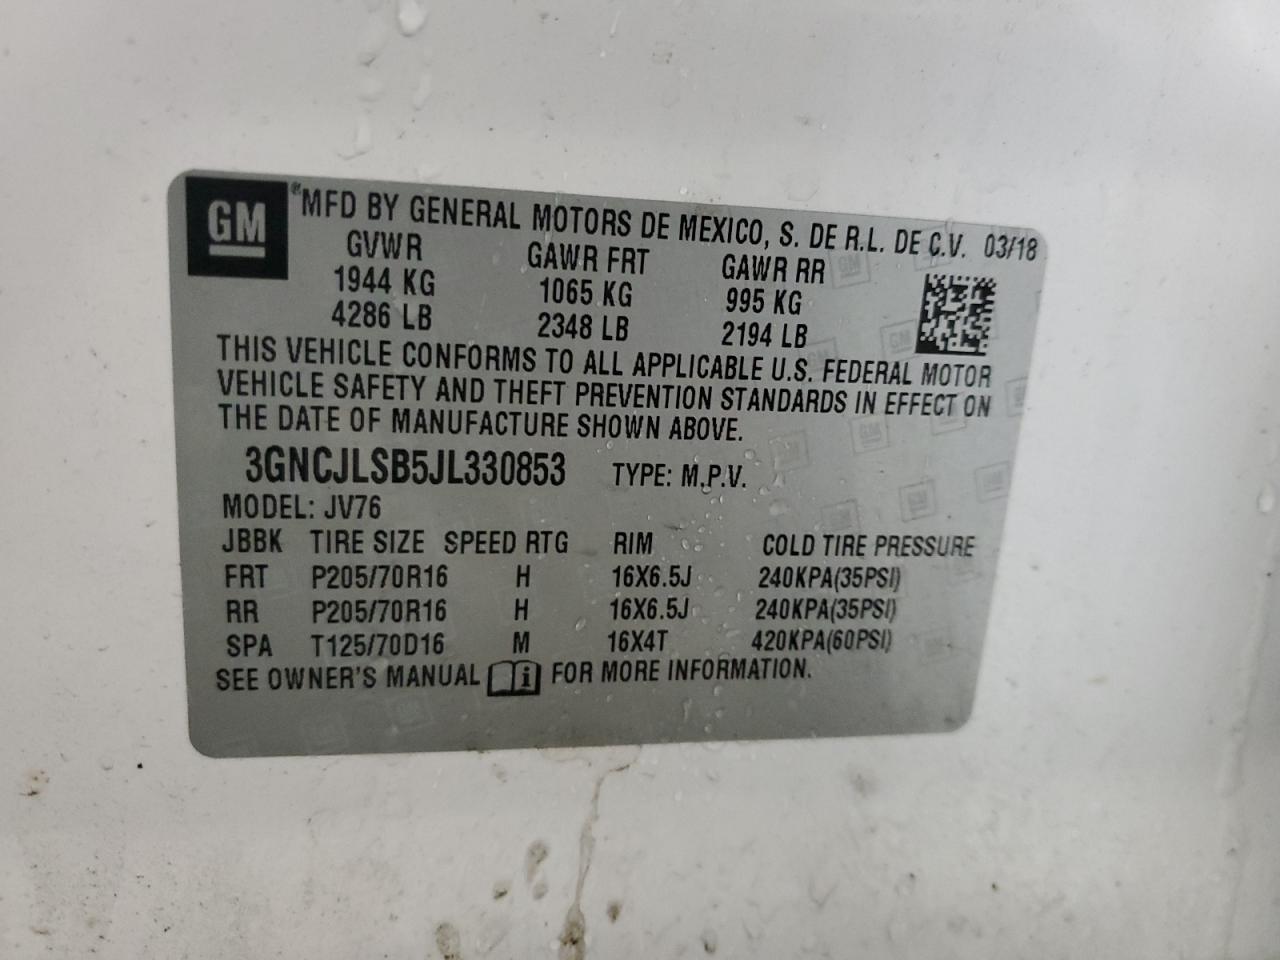 GM ® MFD BY GENERAL MOTORS DE MEXICO, S. DE R.L. DE C.V. 03/18
GVWR GAWR FRT GAWR RR
1944 KG 1065 KG 995 KG
4286 LB 2348 LB 2194 LB
THIS VEHICLE CONFORMS TO ALL APPLICABLE U.S. FEDERAL MOTOR
VEHICLE SAFETY AND THEFT PREVENTION STANDARDS IN EFFECT ON
THE DATE OF MANUFACTURE SHOWN ABOVE.
3GNCJLSB5JL330853 TYPE: M.P.V.
MODEL: JV76
JBBK TIRE SIZE SPEED RTG RIM COLD TIRE PRESSURE
FRT P205/70R16 H 16X6.5J 240KPA(35PSI)
RR P205/70R16 H 16X6.5J 240KPA(35PSI)
SPA T125/70D16 M 16X4T 420KPA(60PSI)
SEE OWNER'S MANUAL i FOR MORE INFORMATION.